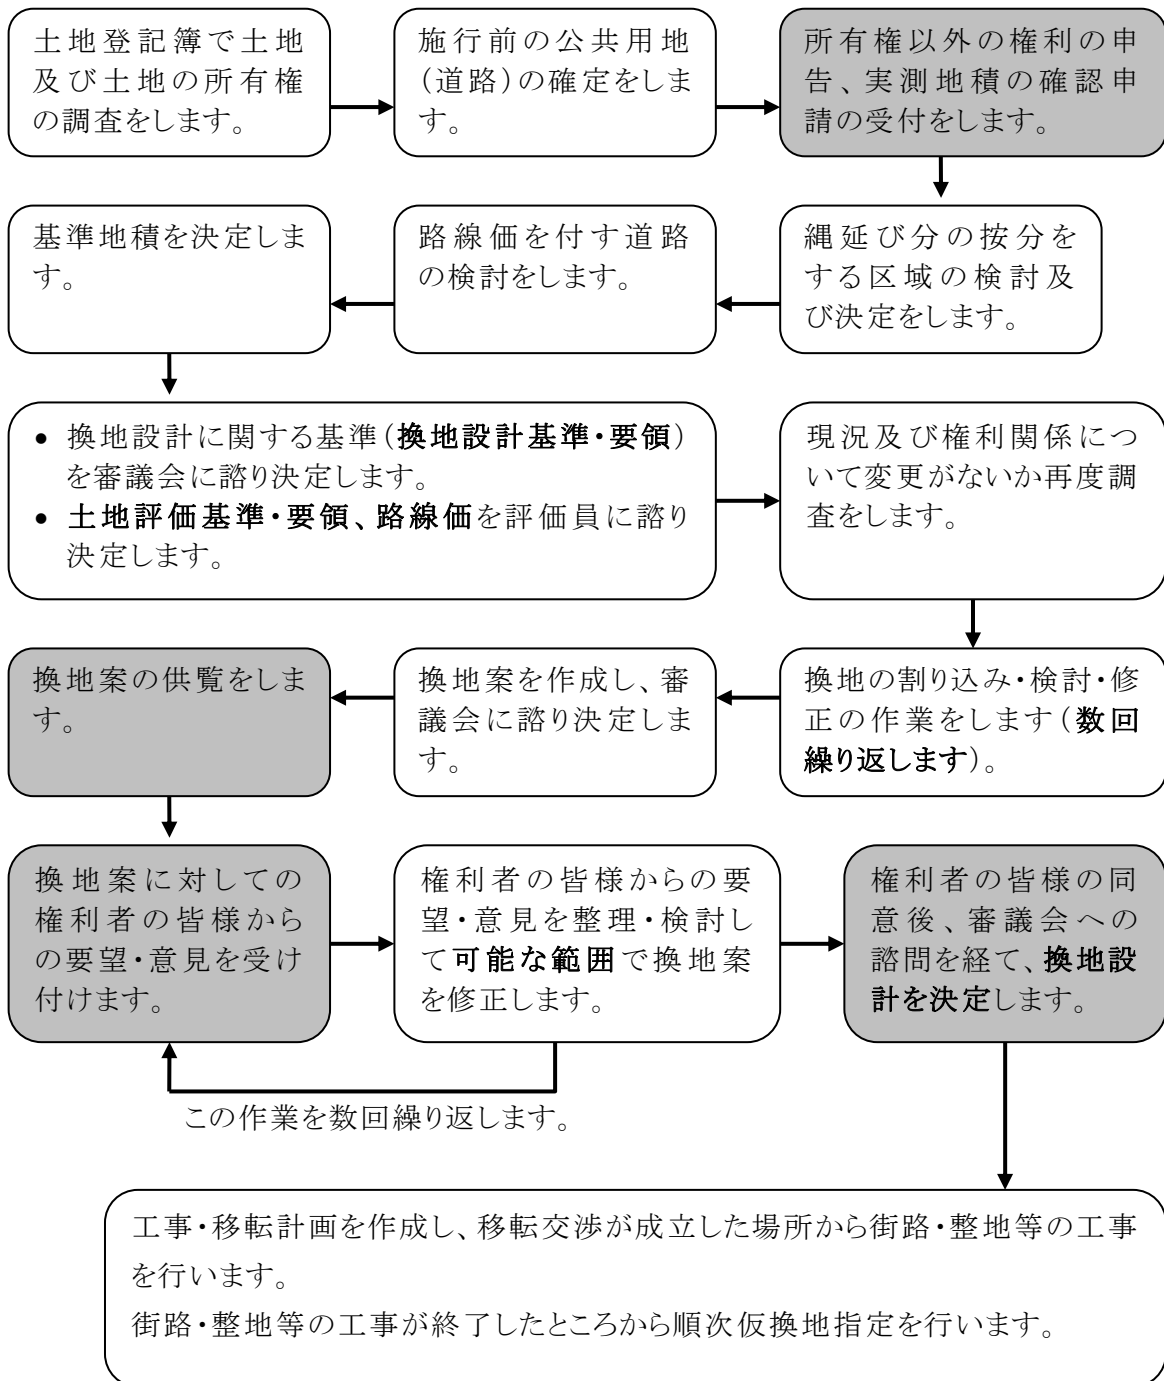 土地登記簿で土地
及び土地の所有権
の調査をします。
施行前の公共用地
（道路）の確定をしま
す。
所有権以外の権利の申
告、実測地積の確認申
請の受付をします。
縄延び分の按分を
する区域の検討及
び決定をします。
路線価を付す道路
の検討をします。
基準地積を決定しま
す。
• 換地設計に関する基準（換地設計基準・要領）
を審議会に諮り決定します。
• 土地評価基準・要領、路線価を評価員に諮り
決定します。
現況及び権利関係につ
いて変更がないか再度調
査をします。
換地の割り込み・検討・修
正の作業をします（数回
繰り返します）。
換地案を作成し、審
議会に諮り決定しま
す。
換地案の供覧をしま
す。
換地案に対しての
権利者の皆様から
の要望・意見を受け
付けます。
権利者の皆様からの要
望・意見を整理・検討し
て可能な範囲で換地案
を修正します。
権利者の皆様の同
意後、審議会への
諮問を経て、換地設
計を決定します。
この作業を数回繰り返します。
工事・移転計画を作成し、移転交渉が成立した場所から街路・整地等の工事
を行います。
街路・整地等の工事が終了したところから順次仮換地指定を行います。